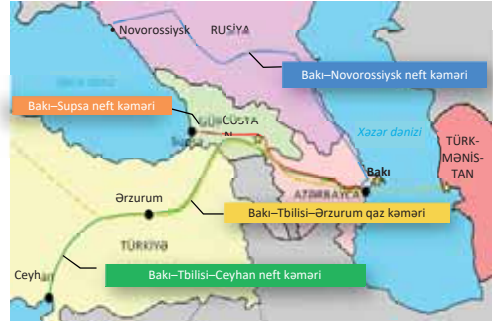 Novorossiysk
RUSİYA
Bakı–Novorossiysk neft kəməri
Bakı–Supsa neft kəməri
Xəzər dənizi
TÜRK-
MƏNİS-
TAN
Bakı
AZƏRBAYCA
Ərzurum
Bakı–Tbilisi–Ərzurum qaz kəməri
TÜRKİYƏ
Bakı–Tbilisi–Ceyhan neft kəməri
Ceyhan